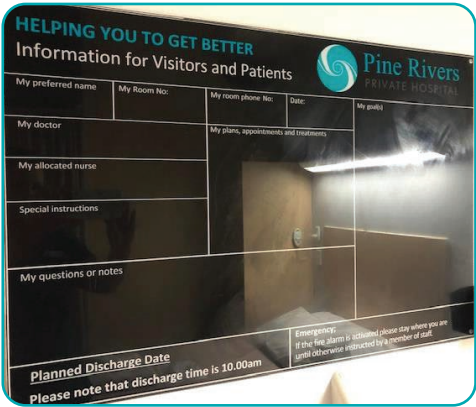 HELPING YOU TO GET BETTER
Information for Visitors and Patients
Pine Rivers
PRIVATE HOSPITAL
My preferred name
My Room No:
My room phone No:
Date:
My goal(s)
My doctor
My plans, appointments and treatments
My allocated nurse
Special instructions
My questions or notes
Planned Discharge Date
Please note that discharge time is 10.00am
Emergency:
If the fire alarm is activated please stay where you are
until otherwise instructed by a member of staff.